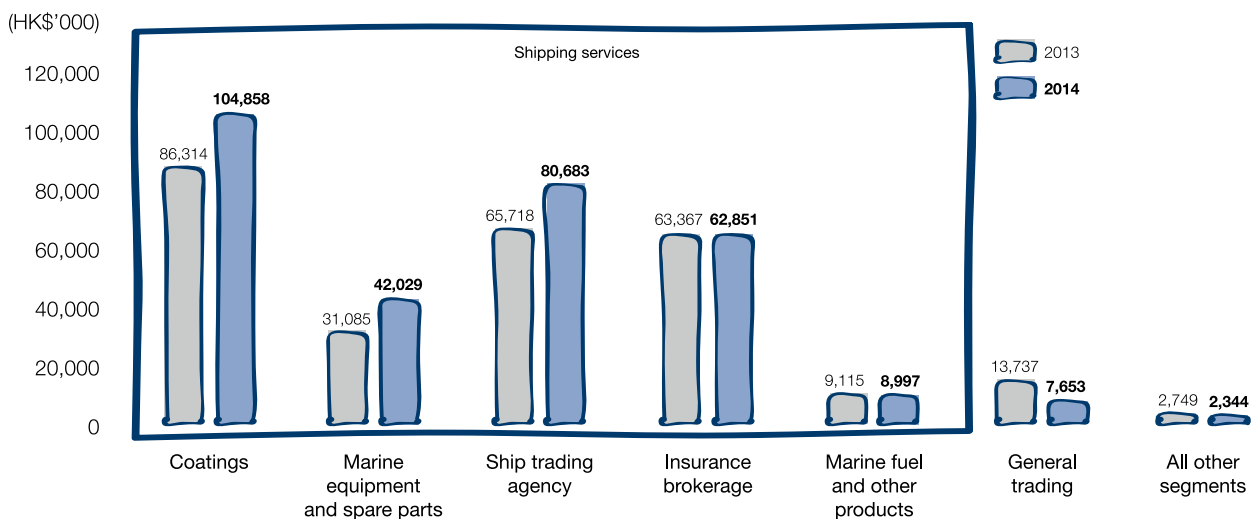 (HK$'000)
Shipping services
2013
2014
120,000
100,000
80,000
60,000
40,000
20,000
0
86,314
104,858
31,085
42,029
65,718
80,683
63,367
62,851
9,115
8,997
13,737
7,653
2,749
2,344
Coatings
Marine
equipment
and spare parts
Ship trading
agency
Insurance
brokerage
Marine fuel
and other
products
General
trading
All other
segments